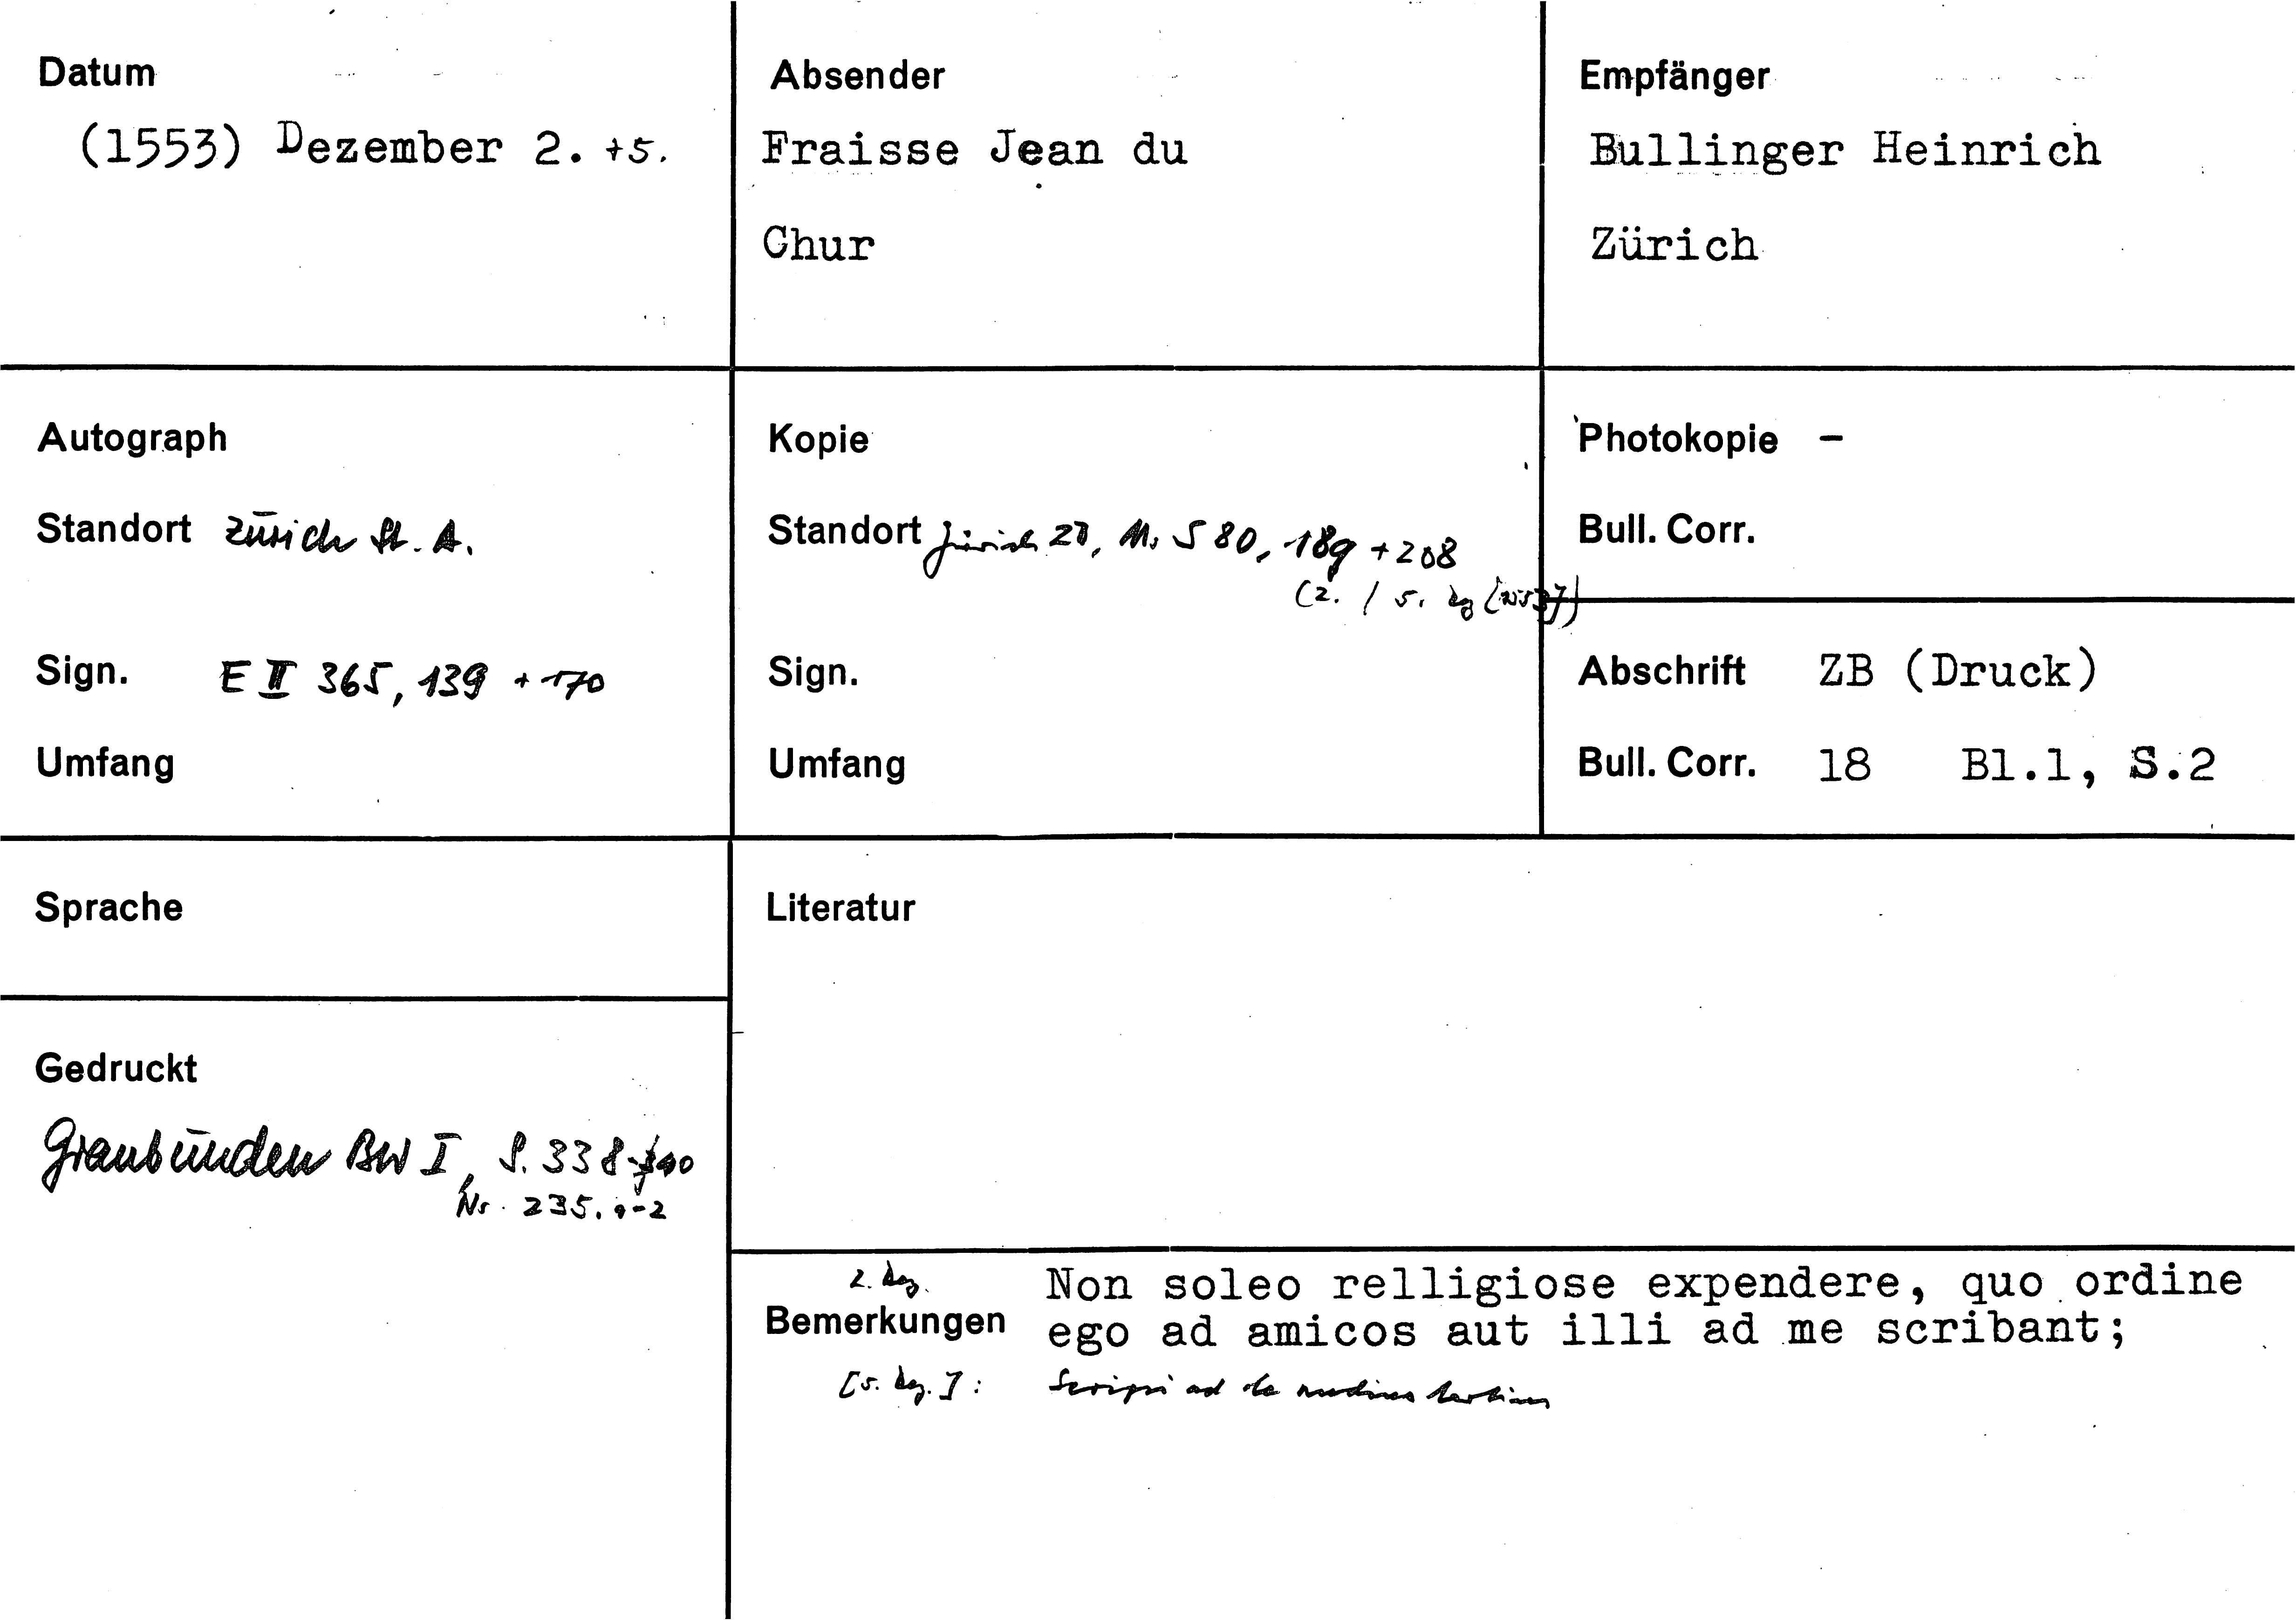 Datum
(1553) Dezember 2. +5.
Absender
Fraisse Jean du
Chur
Empfänger
Bullinger Heinrich
Zürich
Autograph
Standort Zürich St. A.
Sign. E II 365, 139 + 170
Umfang
Kopie
Standort Zürich ZB, Ms S 80, 189 + 208
(2. / 5. Dez (1553))
Sign.
Umfang
Photokopie –
Bull. Corr.
Abschrift ZB (Druck)
Bull. Corr. 18 Bl.1, S.2
Sprache
Gedruckt
Graubünden BW I, S. 338-340
Nr. 235. 1-2
Literatur
2. Dez.
Bemerkungen Non soleo relligiose expendere, quo ordine
ego ad amicos aut illi ad me scribant;
[5. Dez.]: Scripsi ad te nudius tertius